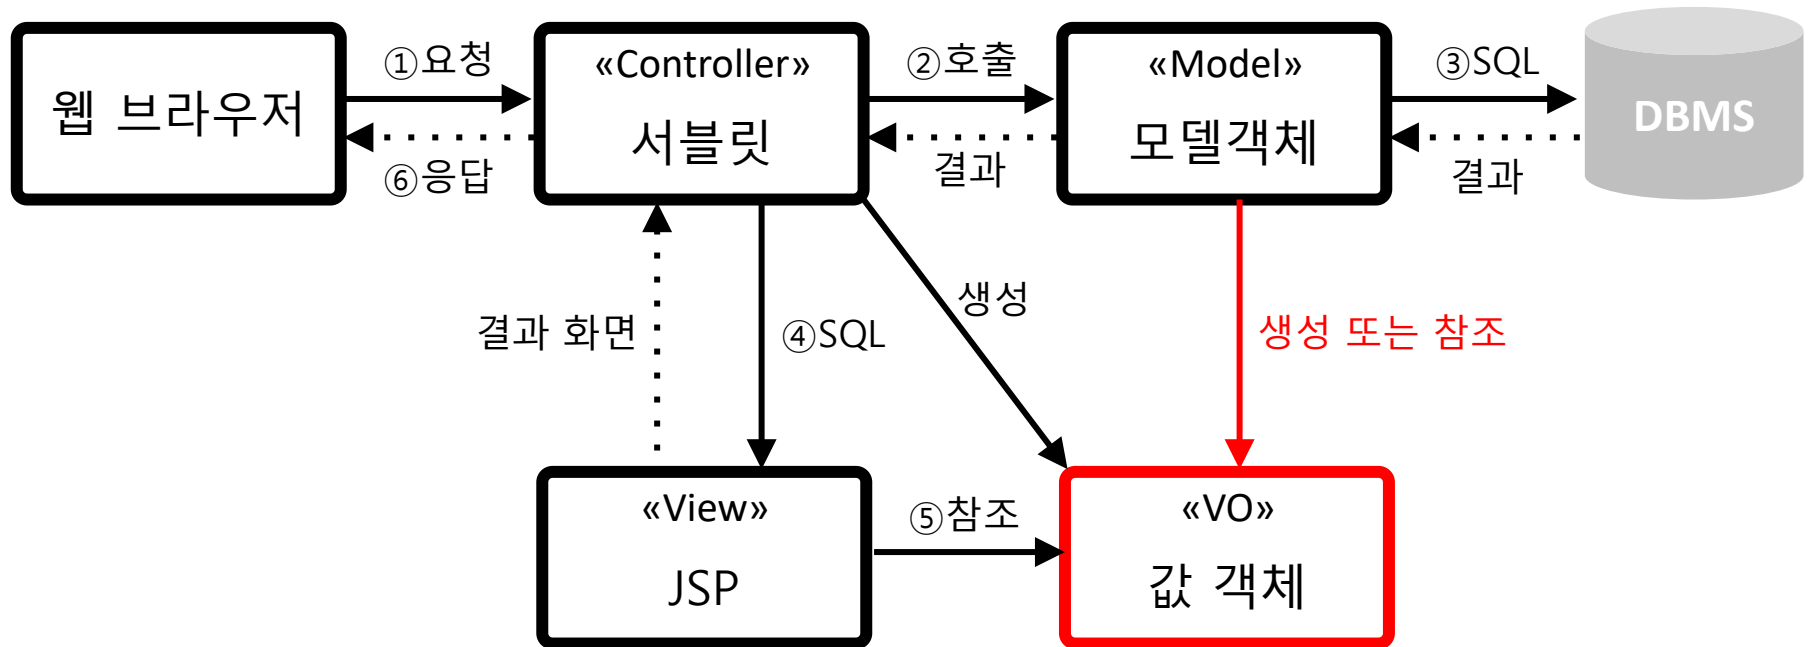 웹 브라우저
①요청
⑥응답
«Controller»
서블릿
②호출
결과
«Model»
모델객체
③SQL
결과
DBMS
결과 화면
④SQL
생성
생성 또는 참조
«View»
JSP
⑤참조
«VO»
값 객체